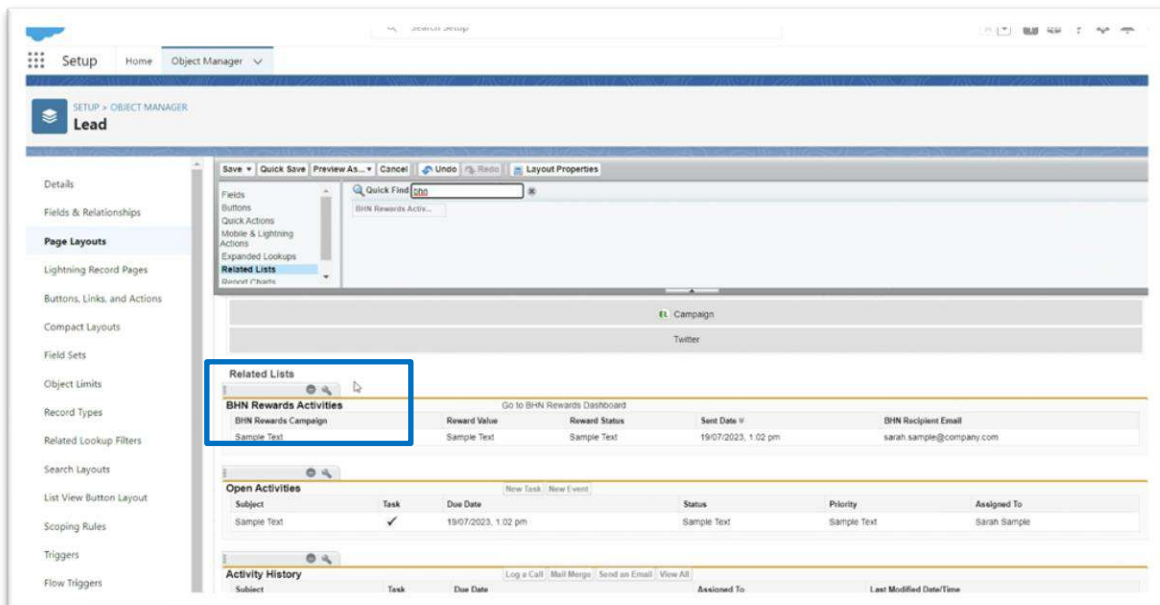 Search Setup
Setup Home Object Manager
SETUP > OBJECT MANAGER
Lead
Details
Fields & Relationships
Page Layouts
Lightning Record Pages
Buttons, Links, and Actions
Compact Layouts
Field Sets
Object Limits
Record Types
Related Lookup Filters
Search Layouts
List View Button Layout
Scoping Rules
Triggers
Flow Triggers
Save Quick Save Preview As... Cancel Undo Redo Layout Properties
Fields
Buttons
Quick Actions
Mobile & Lightning
Actions
Expanded Lookups
Related Lists
Report Charts
Quick Find bhn
BHN Rewards Activ...
Campaign
Twitter
Related Lists
BHN Rewards Activities Go to BHN Rewards Dashboard
BHN Rewards Campaign Reward Value Reward Status Sent Date BHN Recipient Email
Sample Text Sample Text Sample Text 19/07/2023, 1:02 pm sarah.sample@company.com
Open Activities New Task New Event
Subject Task Due Date Status Priority Assigned To
Sample Text ✓ 19/07/2023, 1:02 pm Sample Text Sample Text Sarah Sample
Activity History Log a Call Mail Merge Send an Email View All
Subject Task Due Date Assigned To Last Modified Date/Time